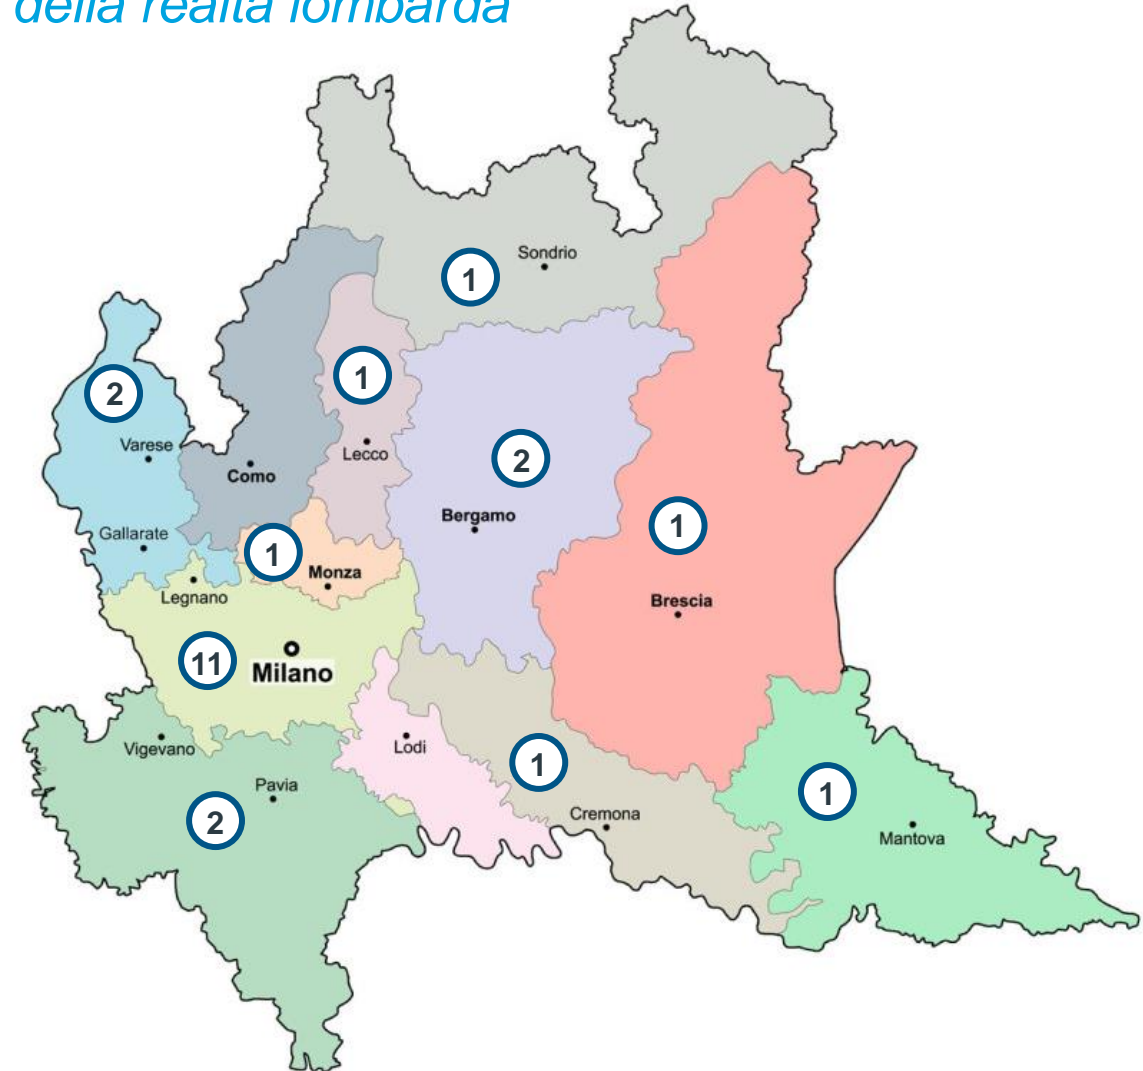 della realtà lombarda
Sondrio
1
1
2
Varese
Lecco
Como
2
Bergamo
1
Gallarate
1
Monza
Legnano
Brescia
11
Milano
Vigevano
Lodi
1
Pavia
1
2
Cremona
Mantova